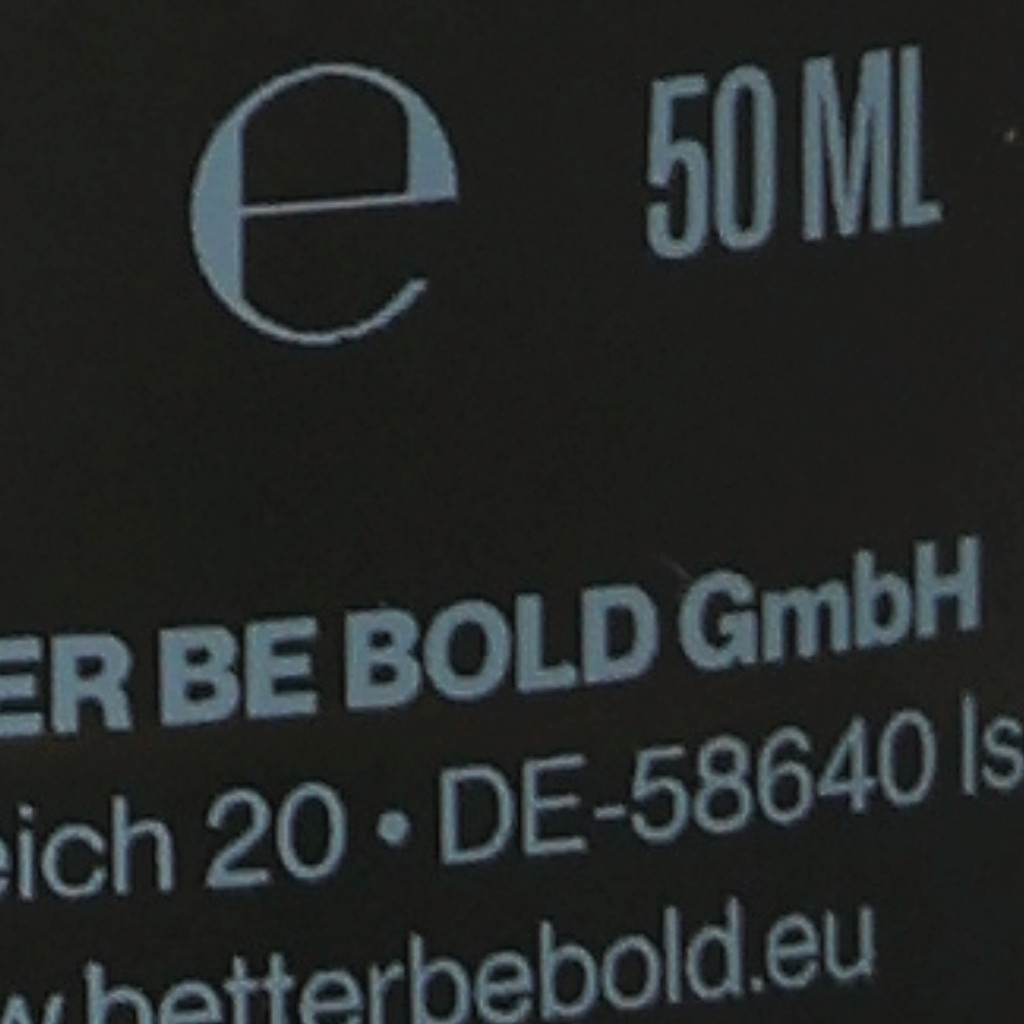 ℮ 50 ML
ER BE BOLD GmbH
eich 20 • DE-58640 Is
w.betterbebold.eu